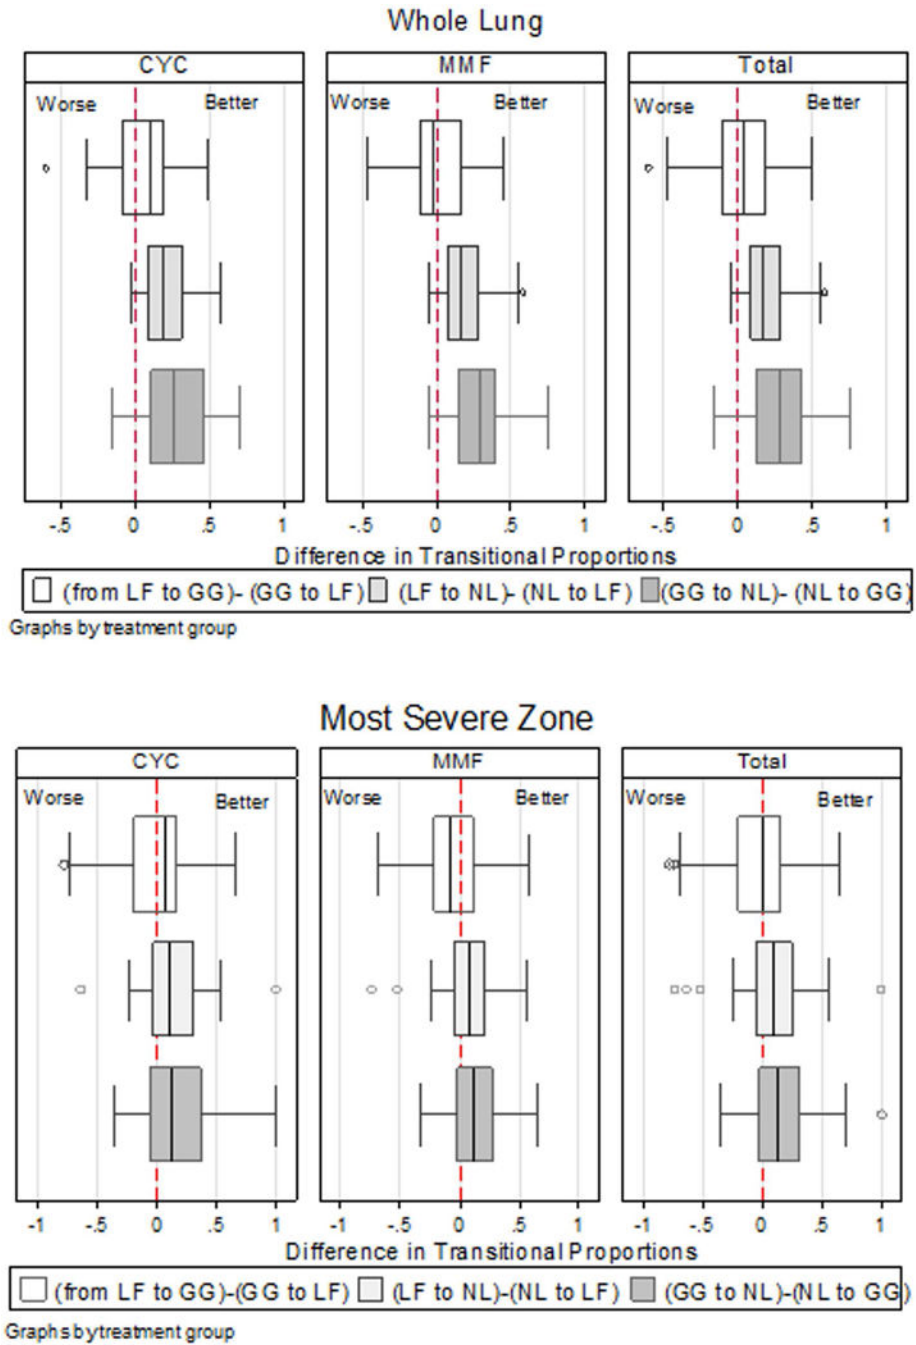 Whole Lung
CYC MMF Total
Worse Better Worse Better Worse Better
-.5 0 .5 1 -.5 0 .5 1 -.5 0 .5 1
Difference in Transitional Proportions
(from LF to GG)- (GG to LF) (LF to NL)- (NL to LF) (GG to NL)- (NL to GG)
Graphs by treatment group
Most Severe Zone
CYC MMF Total
Worse Better Worse Better Worse Better
-1 -.5 0 .5 1 -1 -.5 0 .5 1 -1 -.5 0 .5 1
Difference in Transitional Proportions
(from LF to GG)-(GG to LF) (LF to NL)-(NL to LF) (GG to NL)-(NL to GG)
Graphs by treatment group